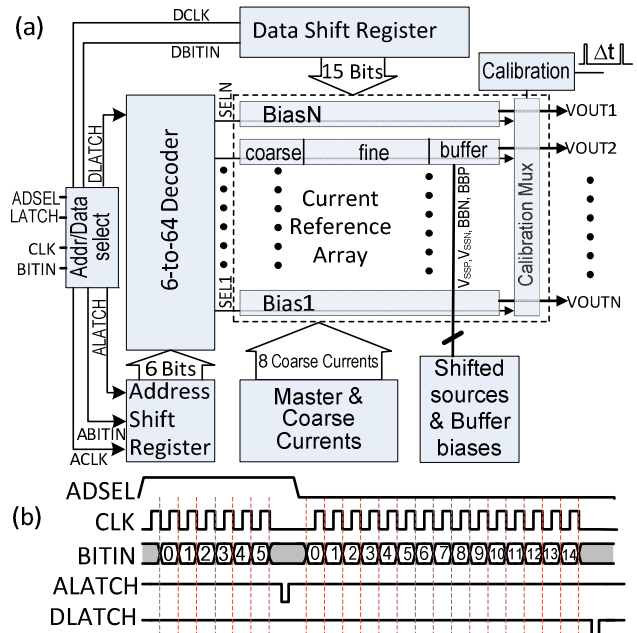 (a)
DCLK
DBITIN
Data Shift Register
15 Bits
Calibration
Δt
DLATCH
SELN
BiasN
VOUT1
6-to-64 Decoder
coarse
fine
buffer
VOUT2
ADSEL
LATCH
CLK
BITIN
Addr/Data
select
Current
Reference
Array
VSSP,VSSN, BBN, BBP
Calibration Mux
SEL1
Bias1
VOUTN
ALATCH
6 Bits
8 Coarse Currents
Address
Shift
Register
Master &
Coarse
Currents
Shifted
sources
& Buffer
biases
ABITIN
ACLK
(b)
ADSEL
CLK
BITIN
0 1 2 3 4 5 0 1 2 3 4 5 6 7 8 9 10 11 12 13 14
ALATCH
DLATCH